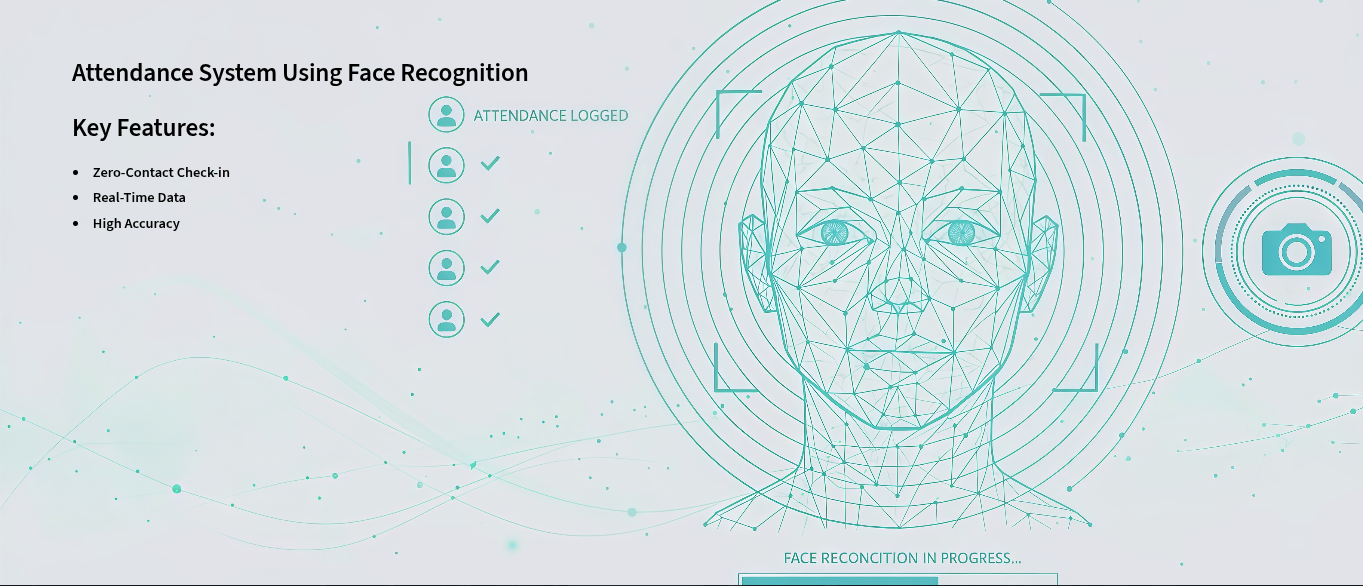 Attendance System Using Face Recognition
ATTENDANCE LOGGED
Key Features:
Zero-Contact Check-in
Real-Time Data
High Accuracy
FACE RECONCITION IN PROGRESS...